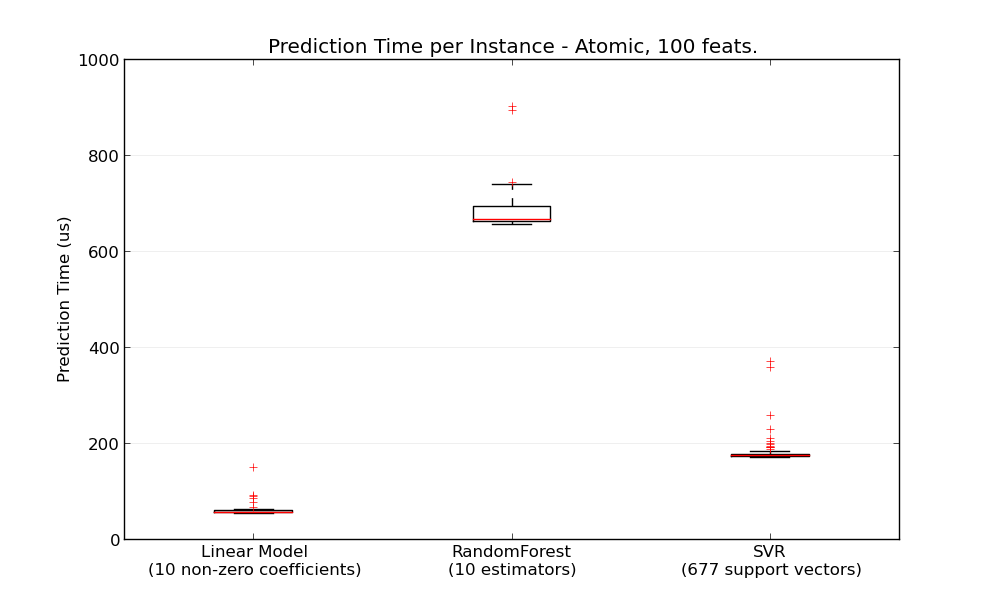 Prediction Time per Instance - Atomic, 100 feats.
1000
800
600
400
200
0
Prediction Time (us)
Linear Model
(10 non-zero coefficients)
RandomForest
(10 estimators)
SVR
(677 support vectors)